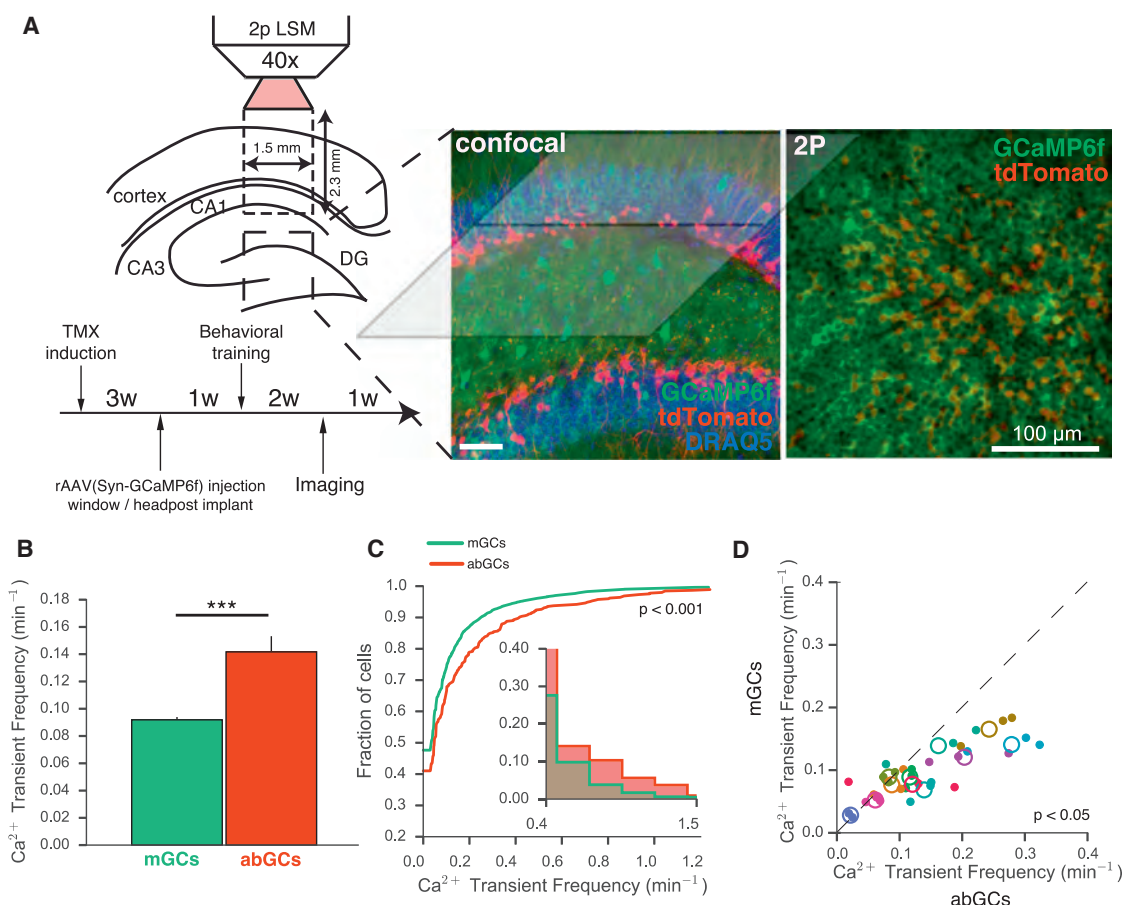 A
2p LSM
40x
1.5 mm
2.3 mm
cortex
CA1
CA3
DG
TMX
induction
Behavioral
training
3w
1w
2w
1w
rAAV(Syn-GCaMP6f) injection
window / headpost implant
Imaging
confocal
GCaMP6f
tdTomato
DRAQ5
2P
GCaMP6f
tdTomato
100 µm
B
Ca2+ Transient Frequency (min−1)
0.18
0.16
0.14
0.12
0.10
0.08
0.06
0.04
0.02
0.00
***
mGCs
abGCs
C
mGCs
abGCs
Fraction of cells
1.0
0.9
0.8
0.7
0.6
0.5
0.4
0.3
0.2
p < 0.001
0.40
0.30
0.20
0.10
0.00
0.4
1.5
0.0
0.2
0.4
0.6
0.8
1.0
1.2
Ca2+ Transient Frequency (min−1)
D
mGCs
Ca2+ Transient Frequency (min−1)
0.4
0.3
0.2
0.1
0.0
p < 0.05
0.0
0.1
0.2
0.3
0.4
Ca2+ Transient Frequency (min−1)
abGCs